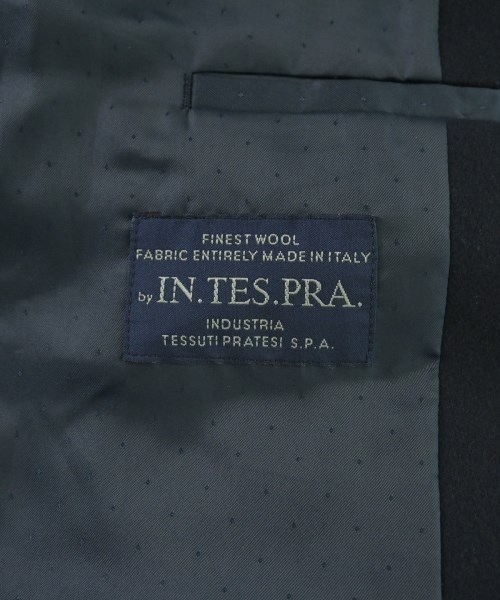 FINEST WOOL
FABRIC ENTIRELY MADE IN ITALY
by IN.TES.PRA.
INDUSTRIA
TESSUTI PRATESI S.P.A.